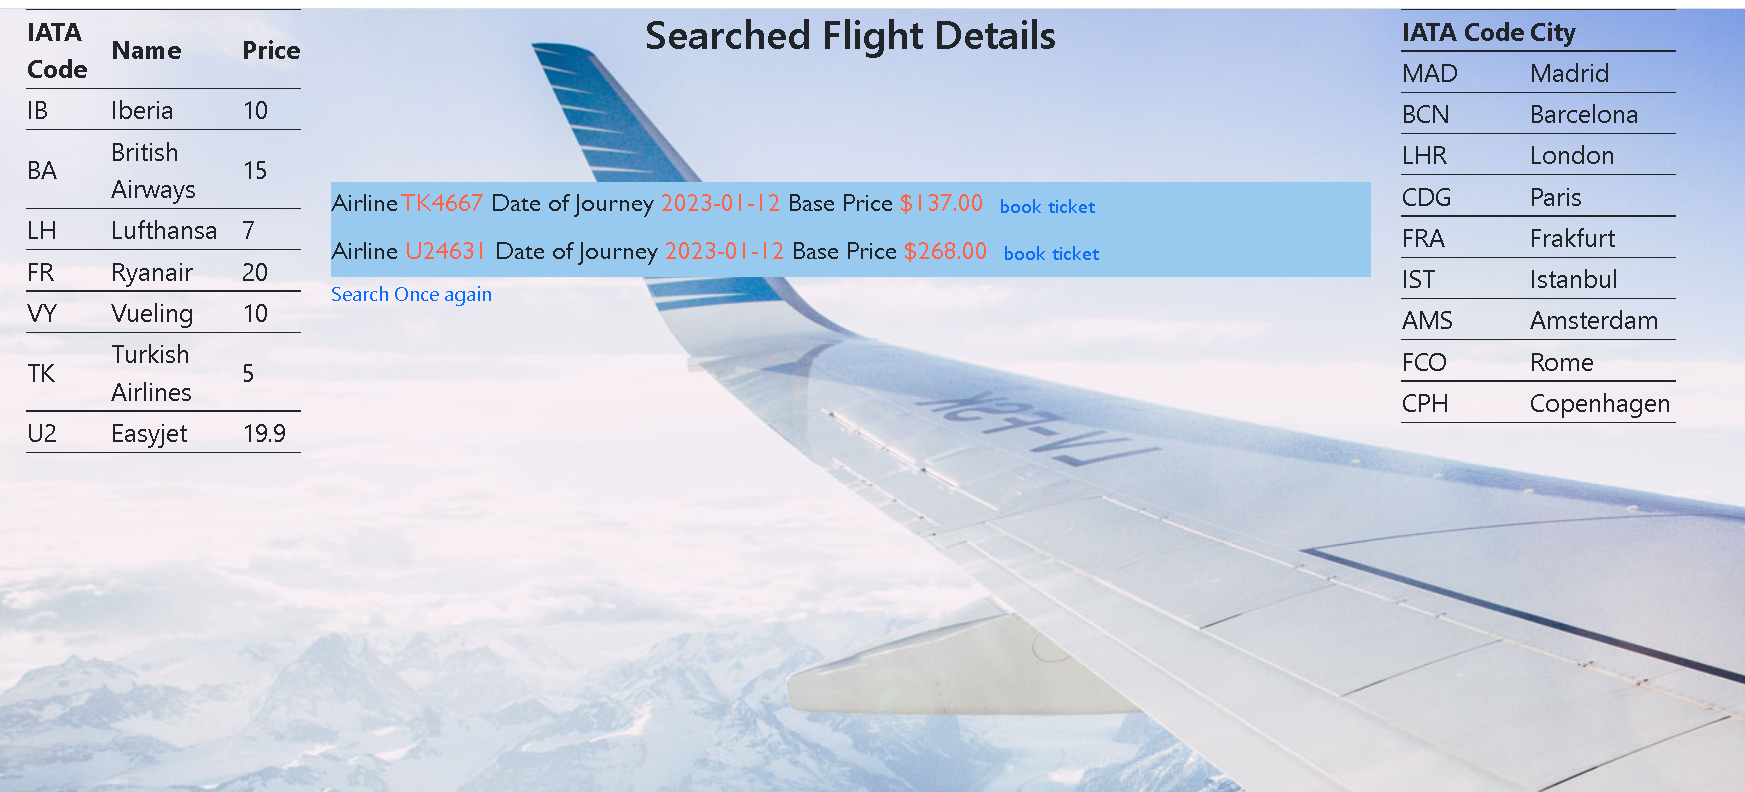 Searched Flight Details
IATA Code Name Price
IB Iberia 10
BA British Airways 15
LH Lufthansa 7
FR Ryanair 20
VY Vueling 10
TK Turkish Airlines 5
U2 Easyjet 19.9
Airline TK4667 Date of Journey 2023-01-12 Base Price $137.00 book ticket
Airline U24631 Date of Journey 2023-01-12 Base Price $268.00 book ticket
Search Once again
IATA Code City
MAD Madrid
BCN Barcelona
LHR London
CDG Paris
FRA Frakfurt
IST Istanbul
AMS Amsterdam
FCO Rome
CPH Copenhagen
LV-FSK